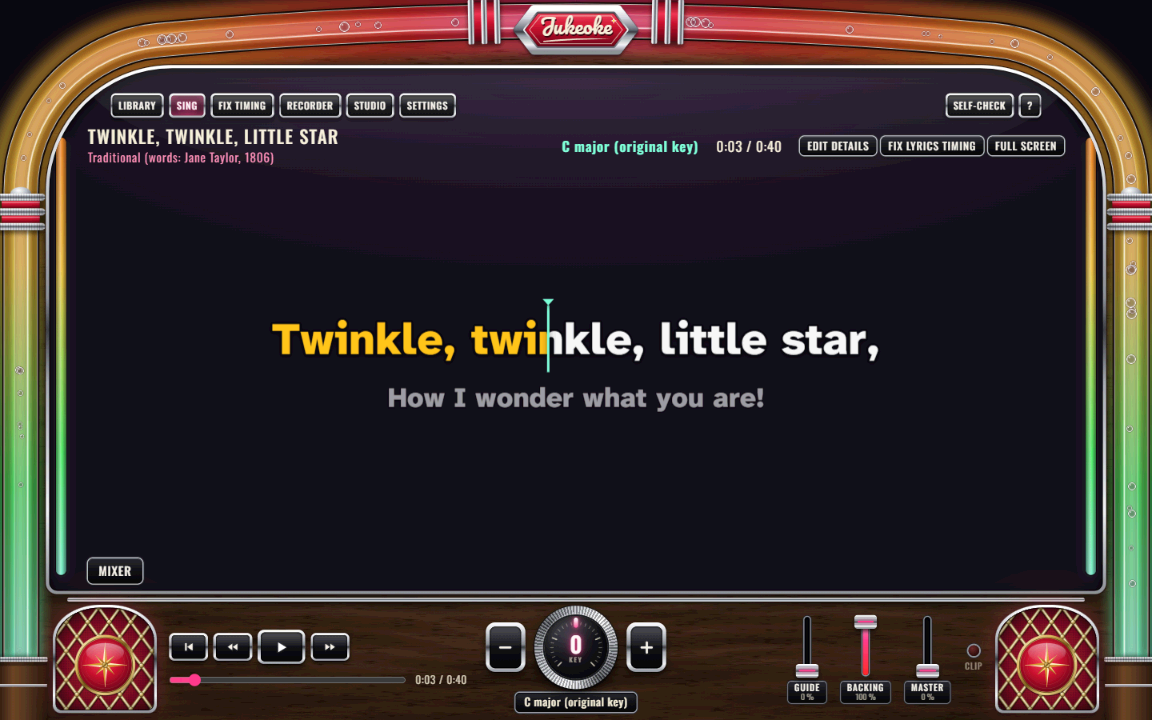 Jukeoke
LIBRARY SING FIX TIMING RECORDER STUDIO SETTINGS SELF-CHECK ?
TWINKLE, TWINKLE, LITTLE STAR
Traditional (words: Jane Taylor, 1806)
C major (original key) 0:03 / 0:40 EDIT DETAILS FIX LYRICS TIMING FULL SCREEN
Twinkle, twinkle, little star,
How I wonder what you are!
MIXER
0:03 / 0:40
− 0 +
KEY
C major (original key)
GUIDE BACKING MASTER
0 % 100 % 0 %
CLIP